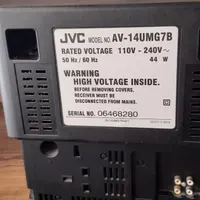 JVC MODEL NO. AV-14UMG7B
RATED VOLTAGE 110V - 240V~
50 Hz / 60 Hz 44 W
WARNING
HIGH VOLTAGE INSIDE.
BEFORE REMOVING COVERS,
RECEIVER MUST BE
DISCONNECTED FROM MAINS.
SERIAL NO. 06468280